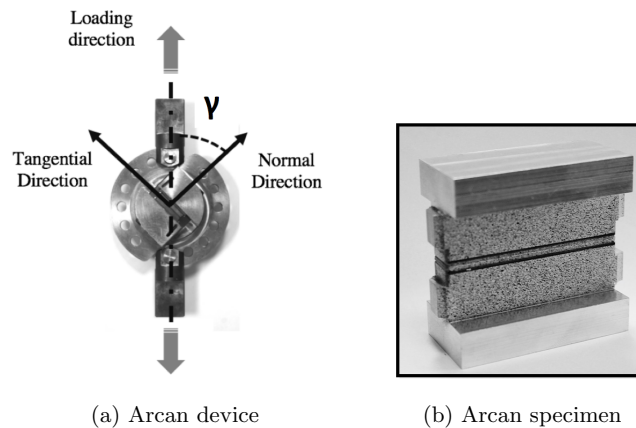 Loading
direction
γ
Tangential
Direction
Normal
Direction
(a) Arcan device
(b) Arcan specimen